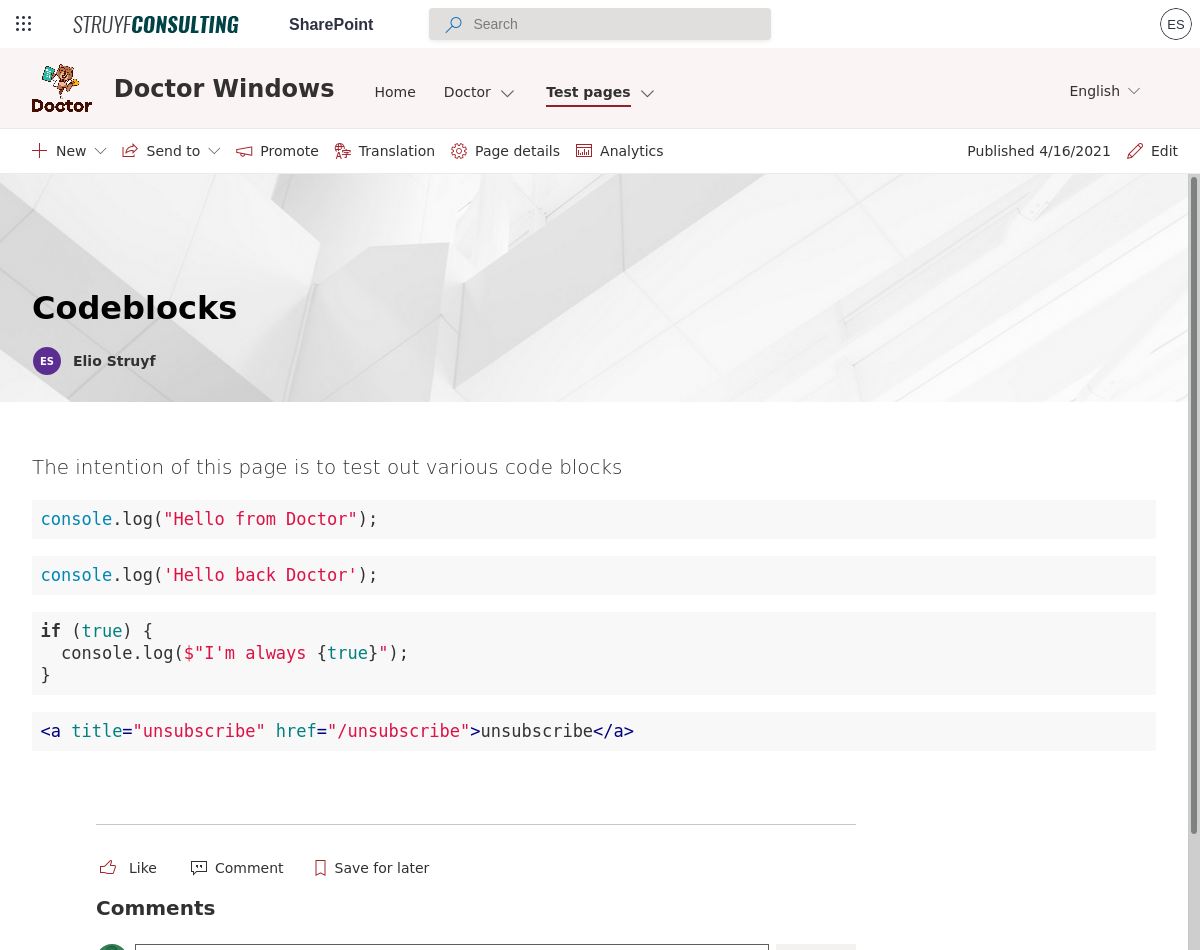 STRUYFCONSULTING SharePoint Search ES
Doctor Doctor Windows Home Doctor Test pages English
New Send to Promote Translation Page details Analytics Published 4/16/2021 Edit
Codeblocks
ES Elio Struyf
The intention of this page is to test out various code blocks
console.log("Hello from Doctor");
console.log('Hello back Doctor');
if (true) {
  console.log($"I'm always {true}");
}
<a title="unsubscribe" href="/unsubscribe">unsubscribe</a>
Like Comment Save for later
Comments